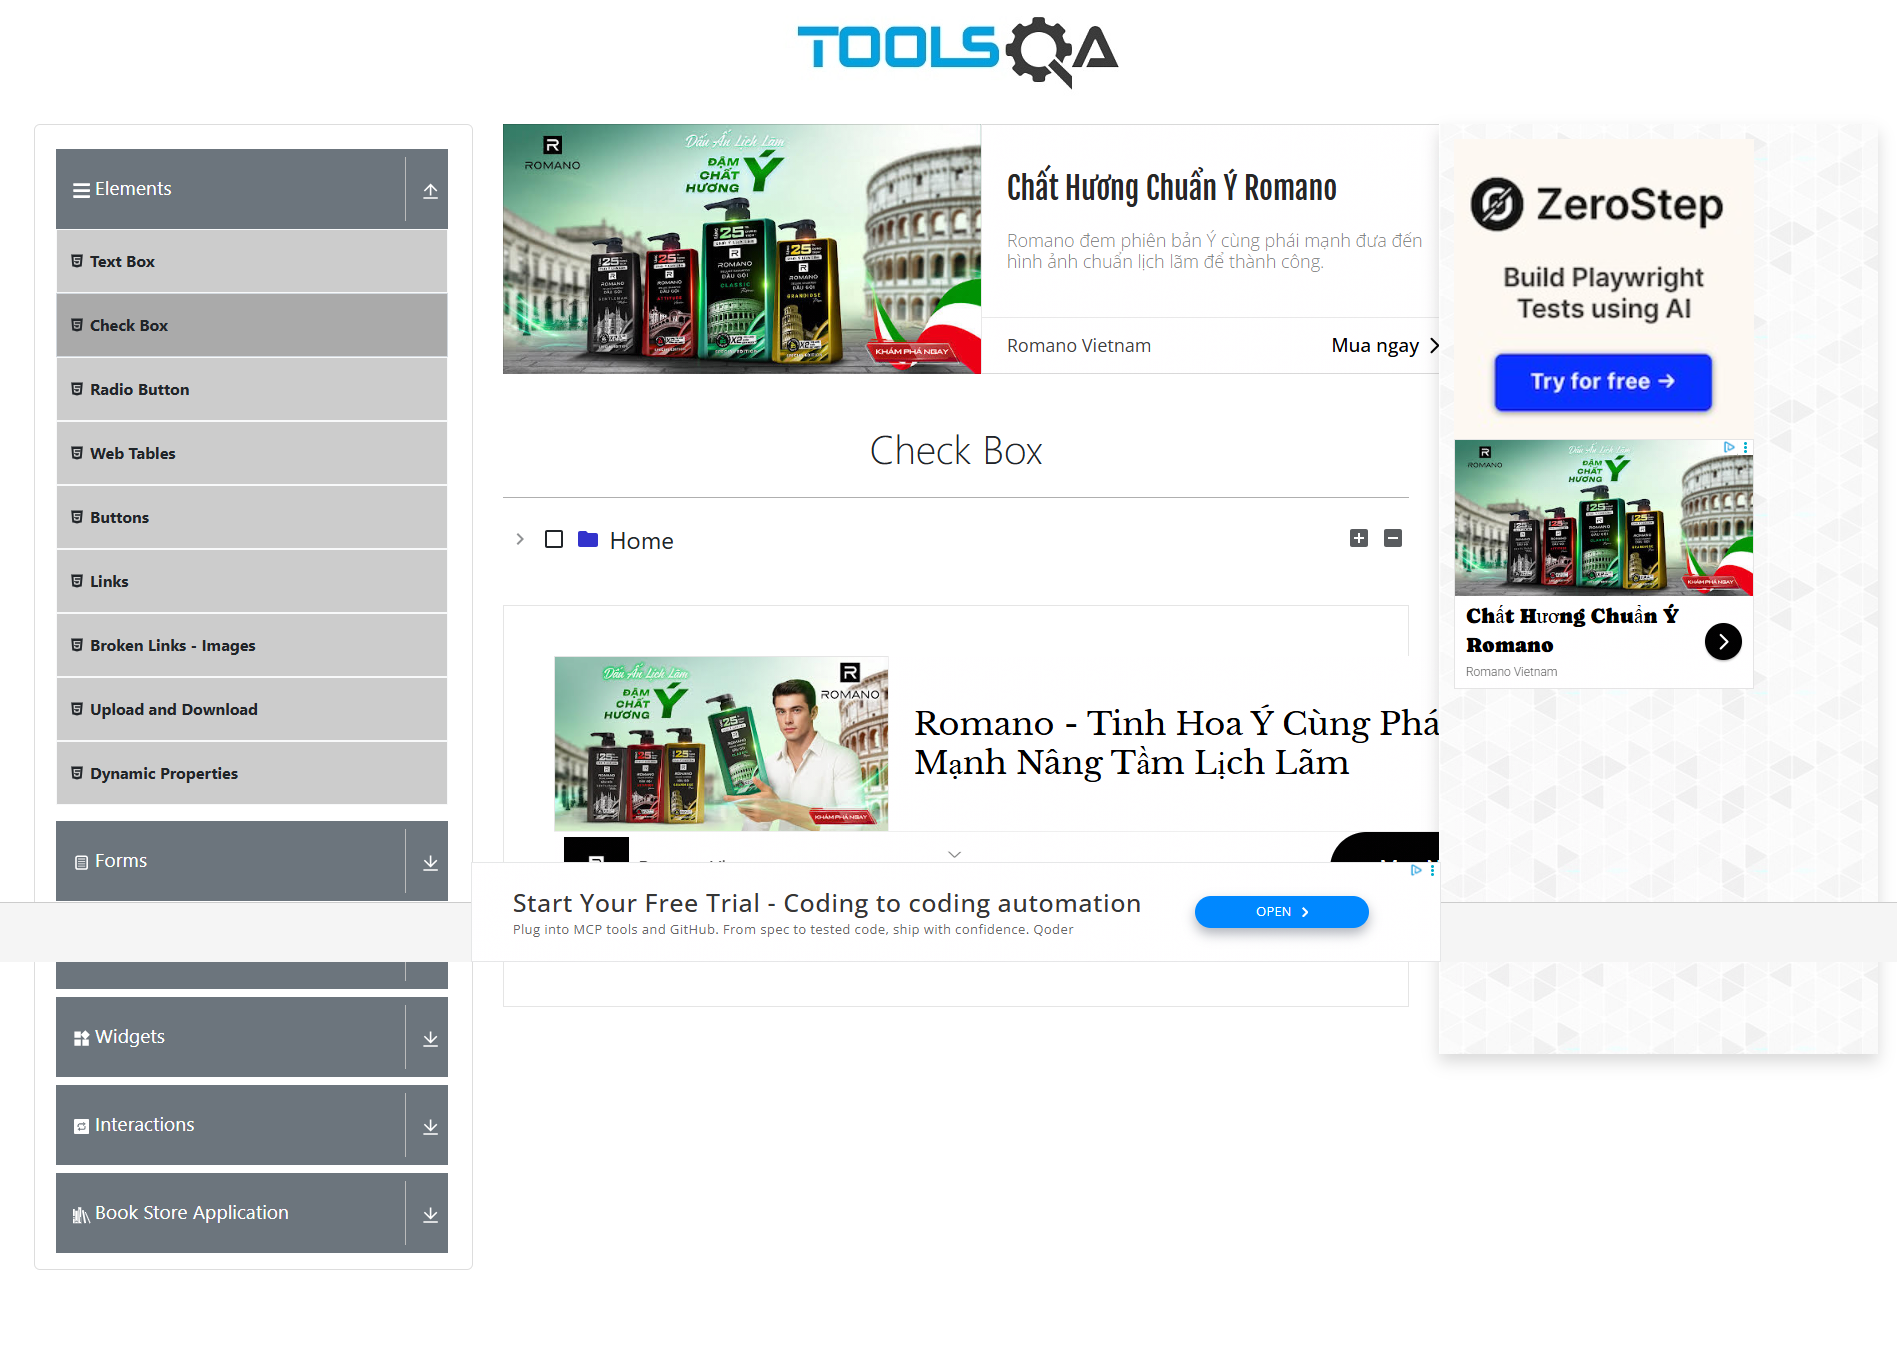 TOOLSQA
Elements
Text Box
Check Box
Radio Button
Web Tables
Buttons
Links
Broken Links - Images
Upload and Download
Dynamic Properties
Forms
Widgets
Interactions
Book Store Application
R
ROMANO
Dấu Ấn Lịch Lãm
ĐẬM
CHẤT
HƯƠNG
Ý
KHÁM PHÁ NGAY
Chất Hương Chuẩn Ý Romano
Romano đem phiên bản Ý cùng phái mạnh đưa đến
hình ảnh chuẩn lịch lãm để thành công.
Romano Vietnam
Mua ngay
Check Box
Home
Dấu Ấn Lịch Lãm
ĐẬM
CHẤT
HƯƠNG
Ý
R
ROMANO
KHÁM PHÁ NGAY
Romano - Tinh Hoa Ý Cùng Phá
Mạnh Nâng Tầm Lịch Lãm
Start Your Free Trial - Coding to coding automation
Plug into MCP tools and GitHub. From spec to tested code, ship with confidence. Qoder
OPEN
ZeroStep
Build Playwright
Tests using AI
Try for free →
R
ROMANO
Dấu Ấn Lịch Lãm
ĐẬM
CHẤT
HƯƠNG
Ý
KHÁM PHÁ NGAY
Chất Hương Chuẩn Ý
Romano
Romano Vietnam